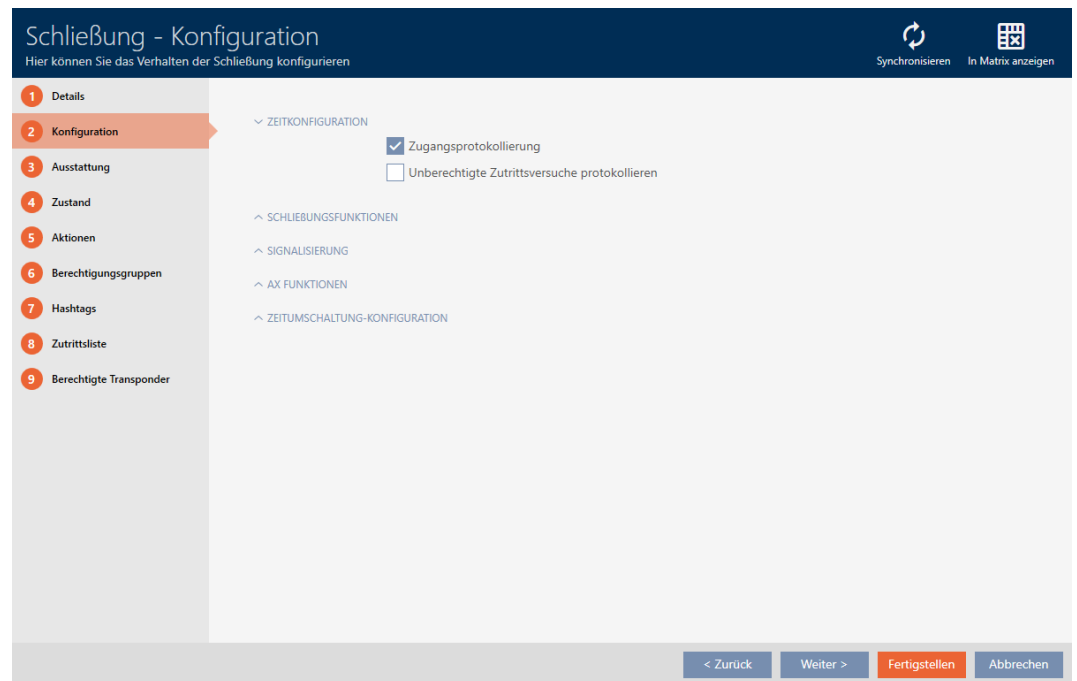 Schließung - Konfiguration
Hier können Sie das Verhalten der Schließung konfigurieren
Synchronisieren
In Matrix anzeigen
1 Details
2 Konfiguration
3 Ausstattung
4 Zustand
5 Aktionen
6 Berechtigungsgruppen
7 Hashtags
8 Zutrittsliste
9 Berechtigte Transponder
ZEITKONFIGURATION
Zugangsprotokollierung
Unberechtigte Zutrittsversuche protokollieren
SCHLIEßUNGSFUNKTIONEN
SIGNALISIERUNG
AX FUNKTIONEN
ZEITUMSCHALTUNG-KONFIGURATION
< Zurück
Weiter >
Fertigstellen
Abbrechen